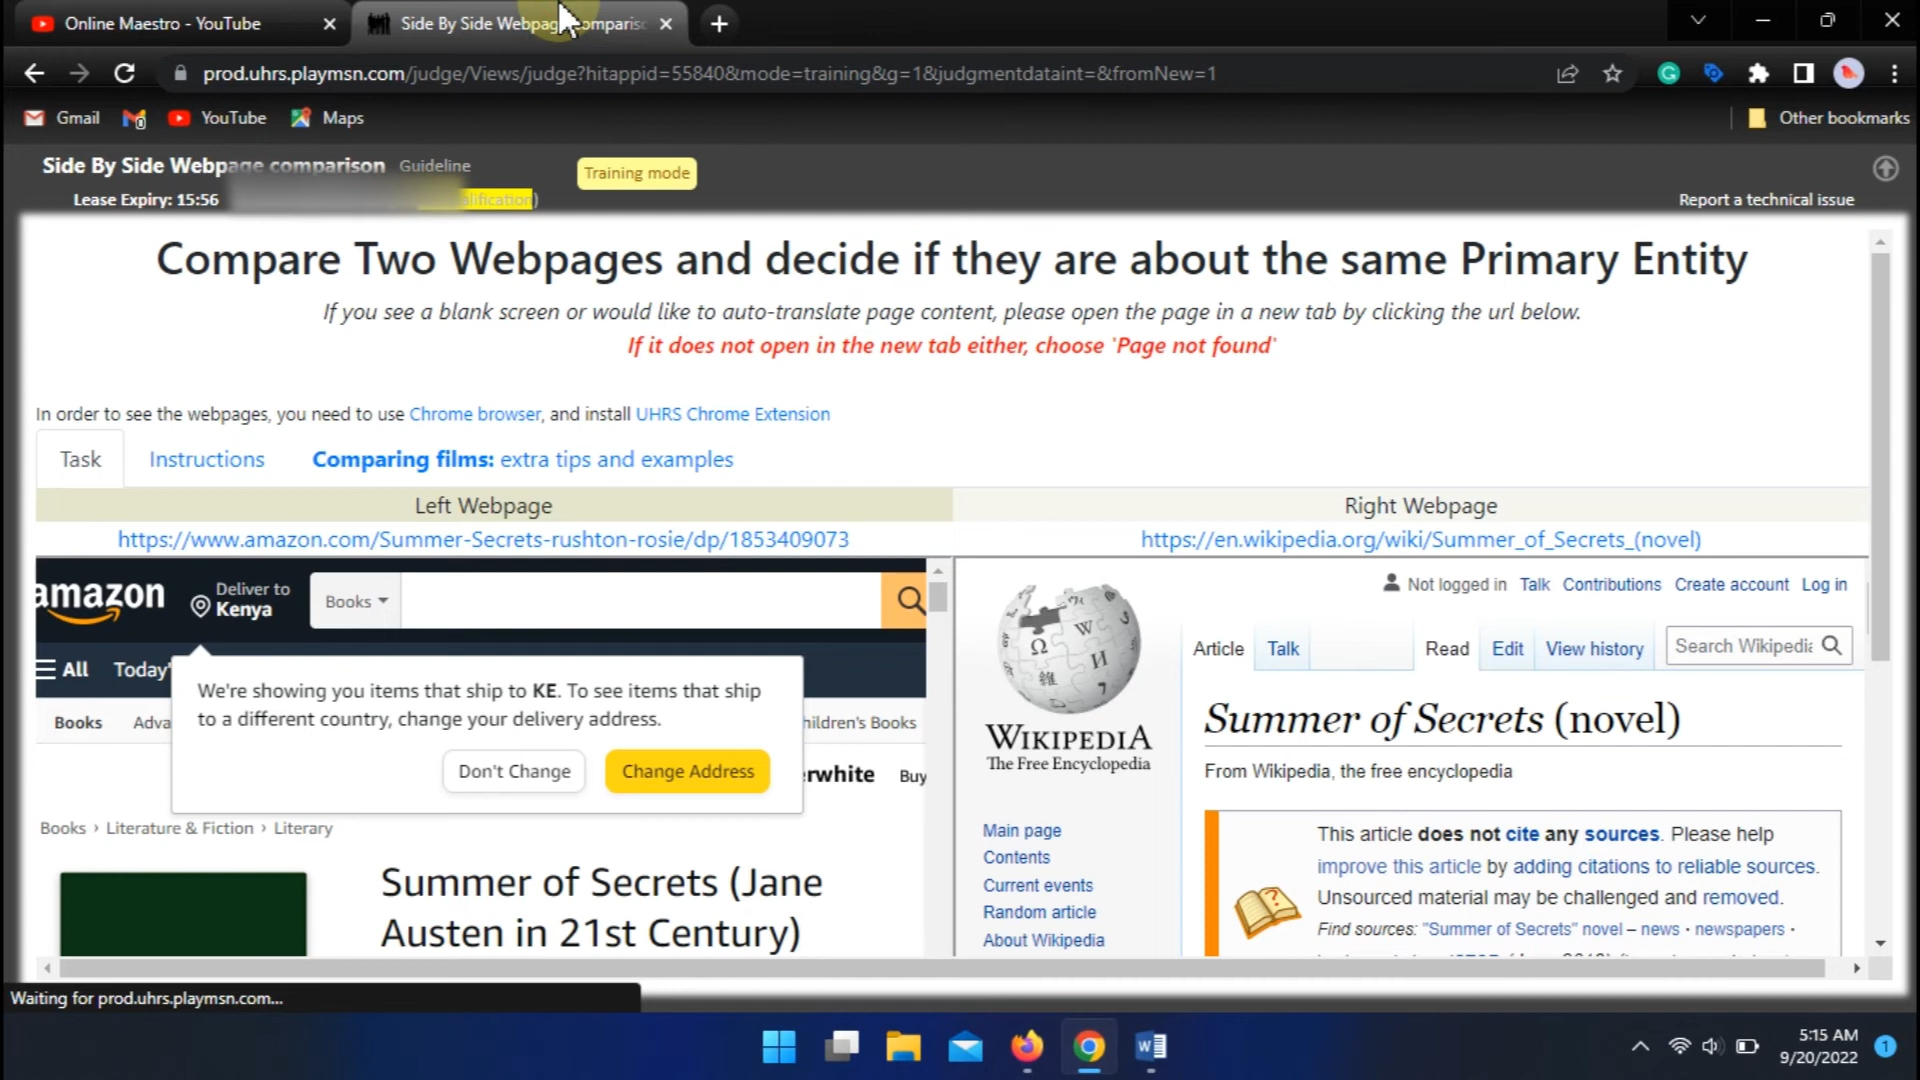 Online Maestro - YouTube
Side By Side Webpage comparison
prod.uhrs.playmsn.com/judge/Views/judge?hitappid=55840&mode=training&g=1&judgmentdataint=&fromNew=1
Gmail
YouTube
Maps
Other bookmarks
Side By Side Webpage comparison Guideline
Training mode
Lease Expiry: 15:56
Report a technical issue
Compare Two Webpages and decide if they are about the same Primary Entity
If you see a blank screen or would like to auto-translate page content, please open the page in a new tab by clicking the url below.
If it does not open in the new tab either, choose 'Page not found'
In order to see the webpages, you need to use Chrome browser, and install UHRS Chrome Extension
Task
Instructions
Comparing films: extra tips and examples
Left Webpage
https://www.amazon.com/Summer-Secrets-rushton-rosie/dp/1853409073
amazon
Deliver to
Kenya
Books
All
Today'
We're showing you items that ship to KE. To see items that ship
to a different country, change your delivery address.
Don't Change
Change Address
Books
Adva
hildren's Books
rwhite
Buy
Books › Literature & Fiction › Literary
Summer of Secrets (Jane
Austen in 21st Century)
Right Webpage
https://en.wikipedia.org/wiki/Summer_of_Secrets_(novel)
Not logged in Talk Contributions Create account Log in
Article Talk Read Edit View history
WIKIPEDIA
The Free Encyclopedia
Main page
Contents
Current events
Random article
About Wikipedia
Summer of Secrets (novel)
From Wikipedia, the free encyclopedia
This article does not cite any sources. Please help
improve this article by adding citations to reliable sources.
Unsourced material may be challenged and removed.
Find sources: "Summer of Secrets" novel – news · newspapers ·
Waiting for prod.uhrs.playmsn.com...
5:15 AM
9/20/2022
1